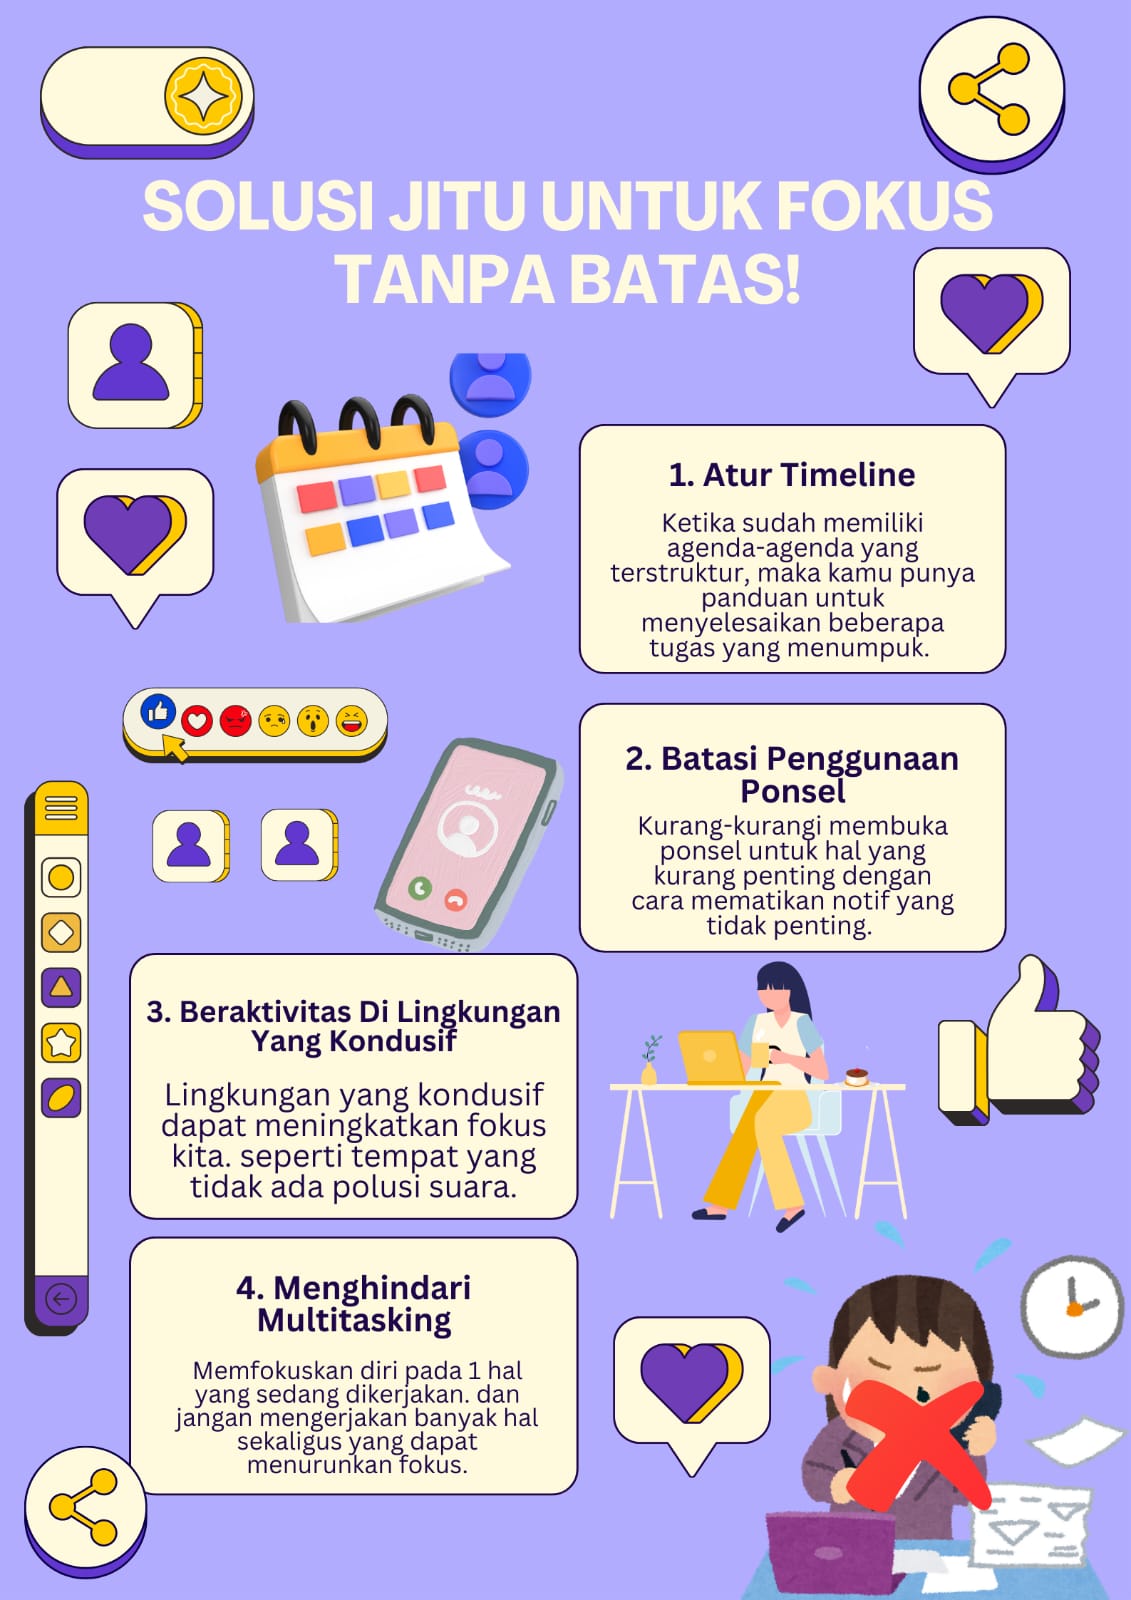 SOLUSI JITU UNTUK FOKUS
TANPA BATAS!
1. Atur Timeline
Ketika sudah memiliki
agenda-agenda yang
terstruktur, maka kamu punya
panduan untuk
menyelesaikan beberapa
tugas yang menumpuk.
2. Batasi Penggunaan
Ponsel
Kurang-kurangi membuka
ponsel untuk hal yang
kurang penting dengan
cara mematikan notif yang
tidak penting.
3. Beraktivitas Di Lingkungan
Yang Kondusif
Lingkungan yang kondusif
dapat meningkatkan fokus
kita. seperti tempat yang
tidak ada polusi suara.
4. Menghindari
Multitasking
Memfokuskan diri pada 1 hal
yang sedang dikerjakan. dan
jangan mengerjakan banyak hal
sekaligus yang dapat
menurunkan fokus.